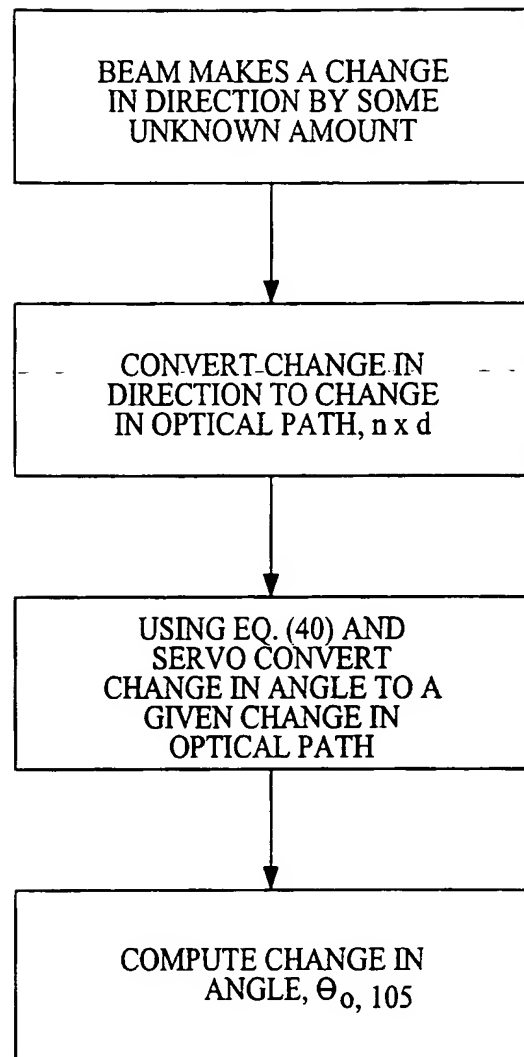 BEAM MAKES A CHANGE
IN DIRECTION BY SOME
UNKNOWN AMOUNT
CONVERT CHANGE IN
DIRECTION TO CHANGE
IN OPTICAL PATH, n x d
USING EQ. (40) AND
SERVO CONVERT
CHANGE IN ANGLE TO A
GIVEN CHANGE IN
OPTICAL PATH
COMPUTE CHANGE IN
ANGLE, Θo, 105